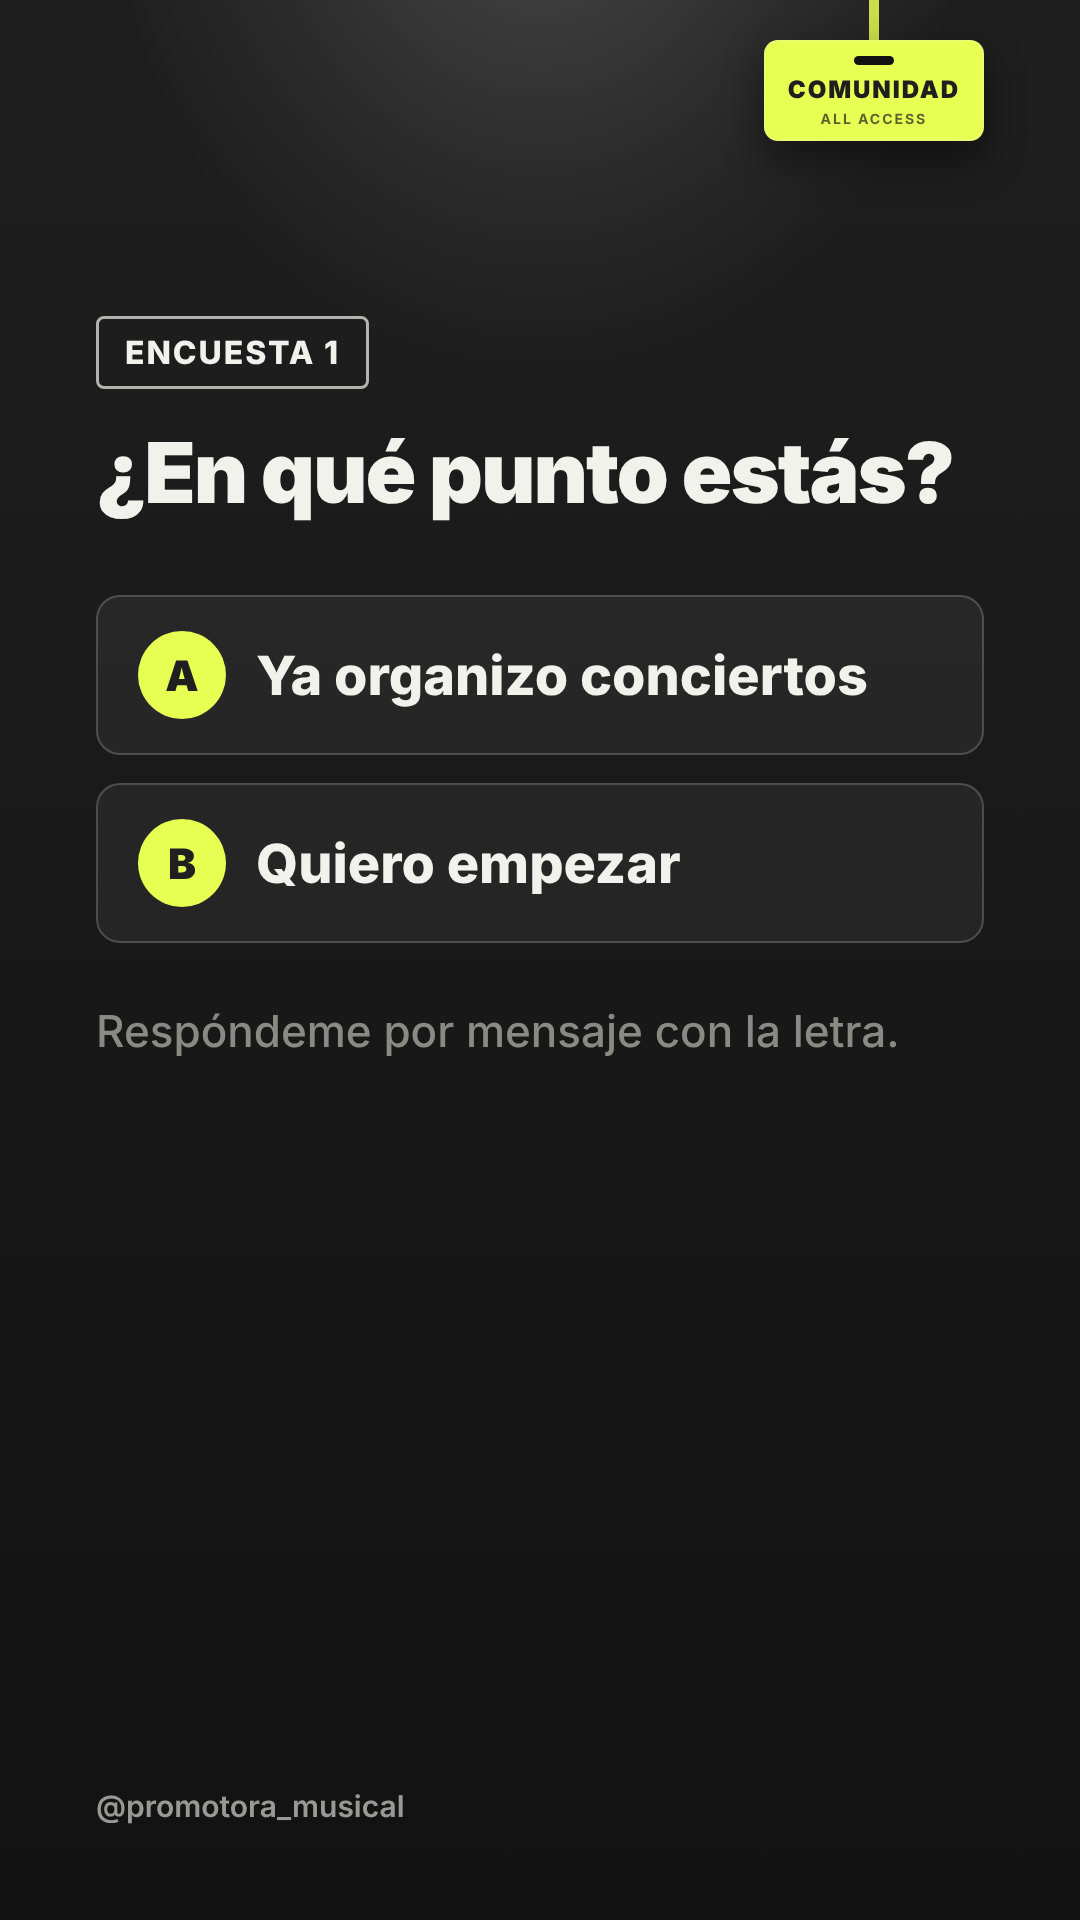 COMUNIDAD
ALL ACCESS
ENCUESTA 1
¿En qué punto estás?
A Ya organizo conciertos
B Quiero empezar
Respóndeme por mensaje con la letra.
@promotora_musical